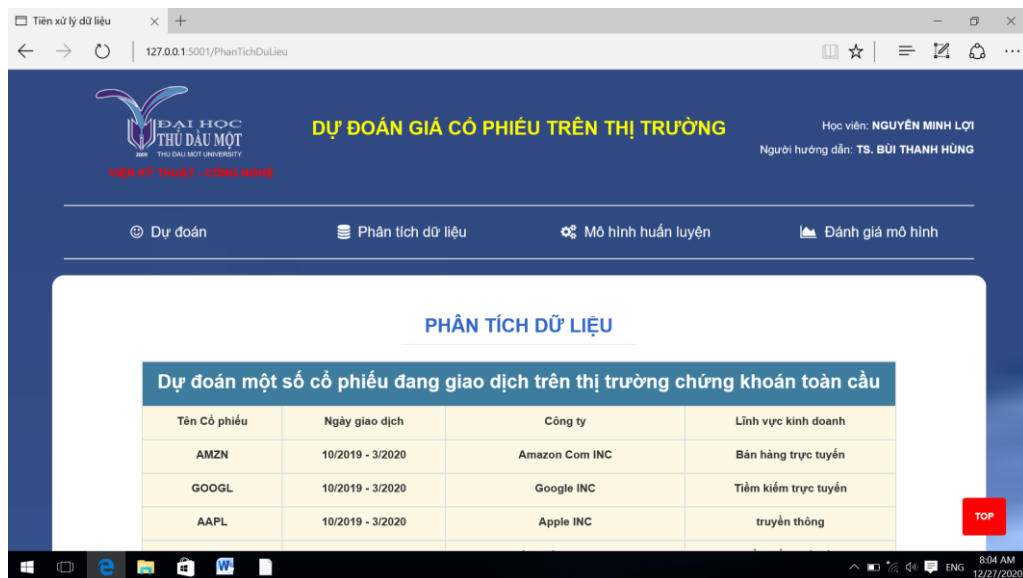 Tiền xử lý dữ liệu
127.0.0.1:5001/PhanTichDuLieu
ĐẠI HỌC
THỦ DẦU MỘT
2009 THU DAU MOT UNIVERSITY
VIỆN KỸ THUẬT - CÔNG NGHỆ
DỰ ĐOÁN GIÁ CỔ PHIẾU TRÊN THỊ TRƯỜNG
Học viên: NGUYỄN MINH LỢI
Người hướng dẫn: TS. BÙI THANH HÙNG
Dự đoán Phân tích dữ liệu Mô hình huấn luyện Đánh giá mô hình
PHÂN TÍCH DỮ LIỆU
Dự đoán một số cổ phiếu đang giao dịch trên thị trường chứng khoán toàn cầu
Tên Cổ phiếu Ngày giao dịch Công ty Lĩnh vực kinh doanh
AMZN 10/2019 - 3/2020 Amazon Com INC Bán hàng trực tuyến
GOOGL 10/2019 - 3/2020 Google INC Tiềm kiếm trực tuyến
AAPL 10/2019 - 3/2020 Apple INC truyền thông
TOP
ENG
8:04 AM
12/27/2020